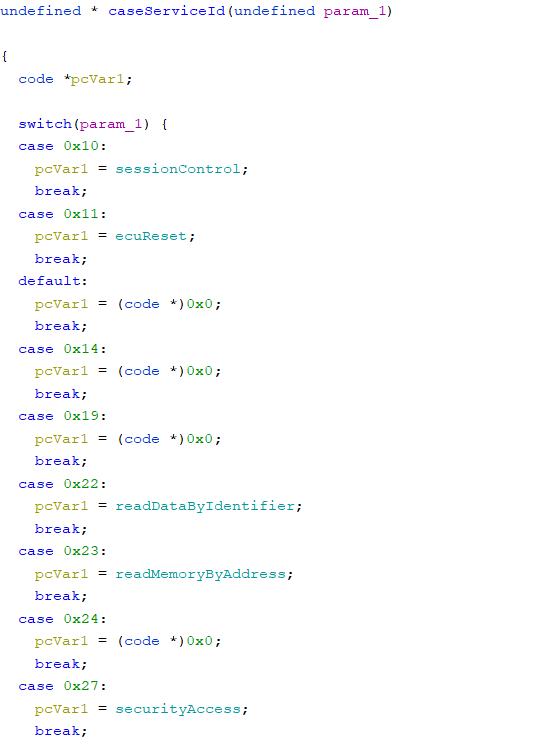 undefined * caseServiceId(undefined param_1)
{
code *pcVar1;
switch(param_1) {
case 0x10:
pcVar1 = sessionControl;
break;
case 0x11:
pcVar1 = ecuReset;
break;
default:
pcVar1 = (code *)0x0;
break;
case 0x14:
pcVar1 = (code *)0x0;
break;
case 0x19:
pcVar1 = (code *)0x0;
break;
case 0x22:
pcVar1 = readDataByIdentifier;
break;
case 0x23:
pcVar1 = readMemoryByAddress;
break;
case 0x24:
pcVar1 = (code *)0x0;
break;
case 0x27:
pcVar1 = securityAccess;
break;